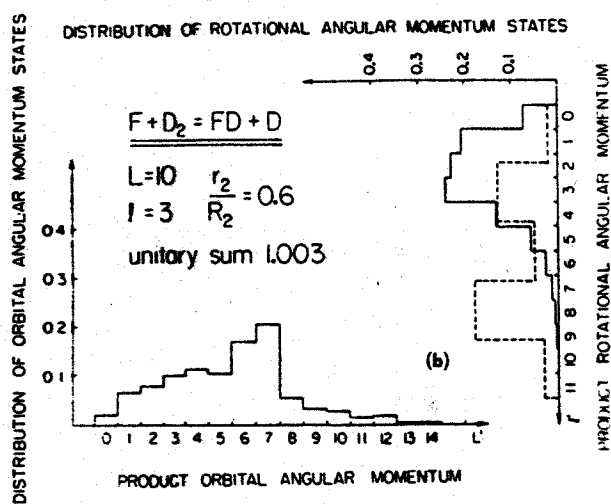 DISTRIBUTION OF ROTATIONAL ANGULAR MOMENTUM STATES
0.4 0.3 0.2 0.1
F+D₂ = FD+D
L=10 r₂/R₂ = 0.6
l=3
unitary sum 1.003
DISTRIBUTION OF ORBITAL ANGULAR MOMENTUM STATES
0.4
0.3
0.2
0.1
0 1 2 3 4 5 6 7 8 9 10 11 12 13 14 L'
PRODUCT ORBITAL ANGULAR MOMENTUM
(b)
0 1 2 3 4 5 6 7 8 9 10 11 l'
PRODUCT ROTATIONAL ANGULAR MOMENTUM